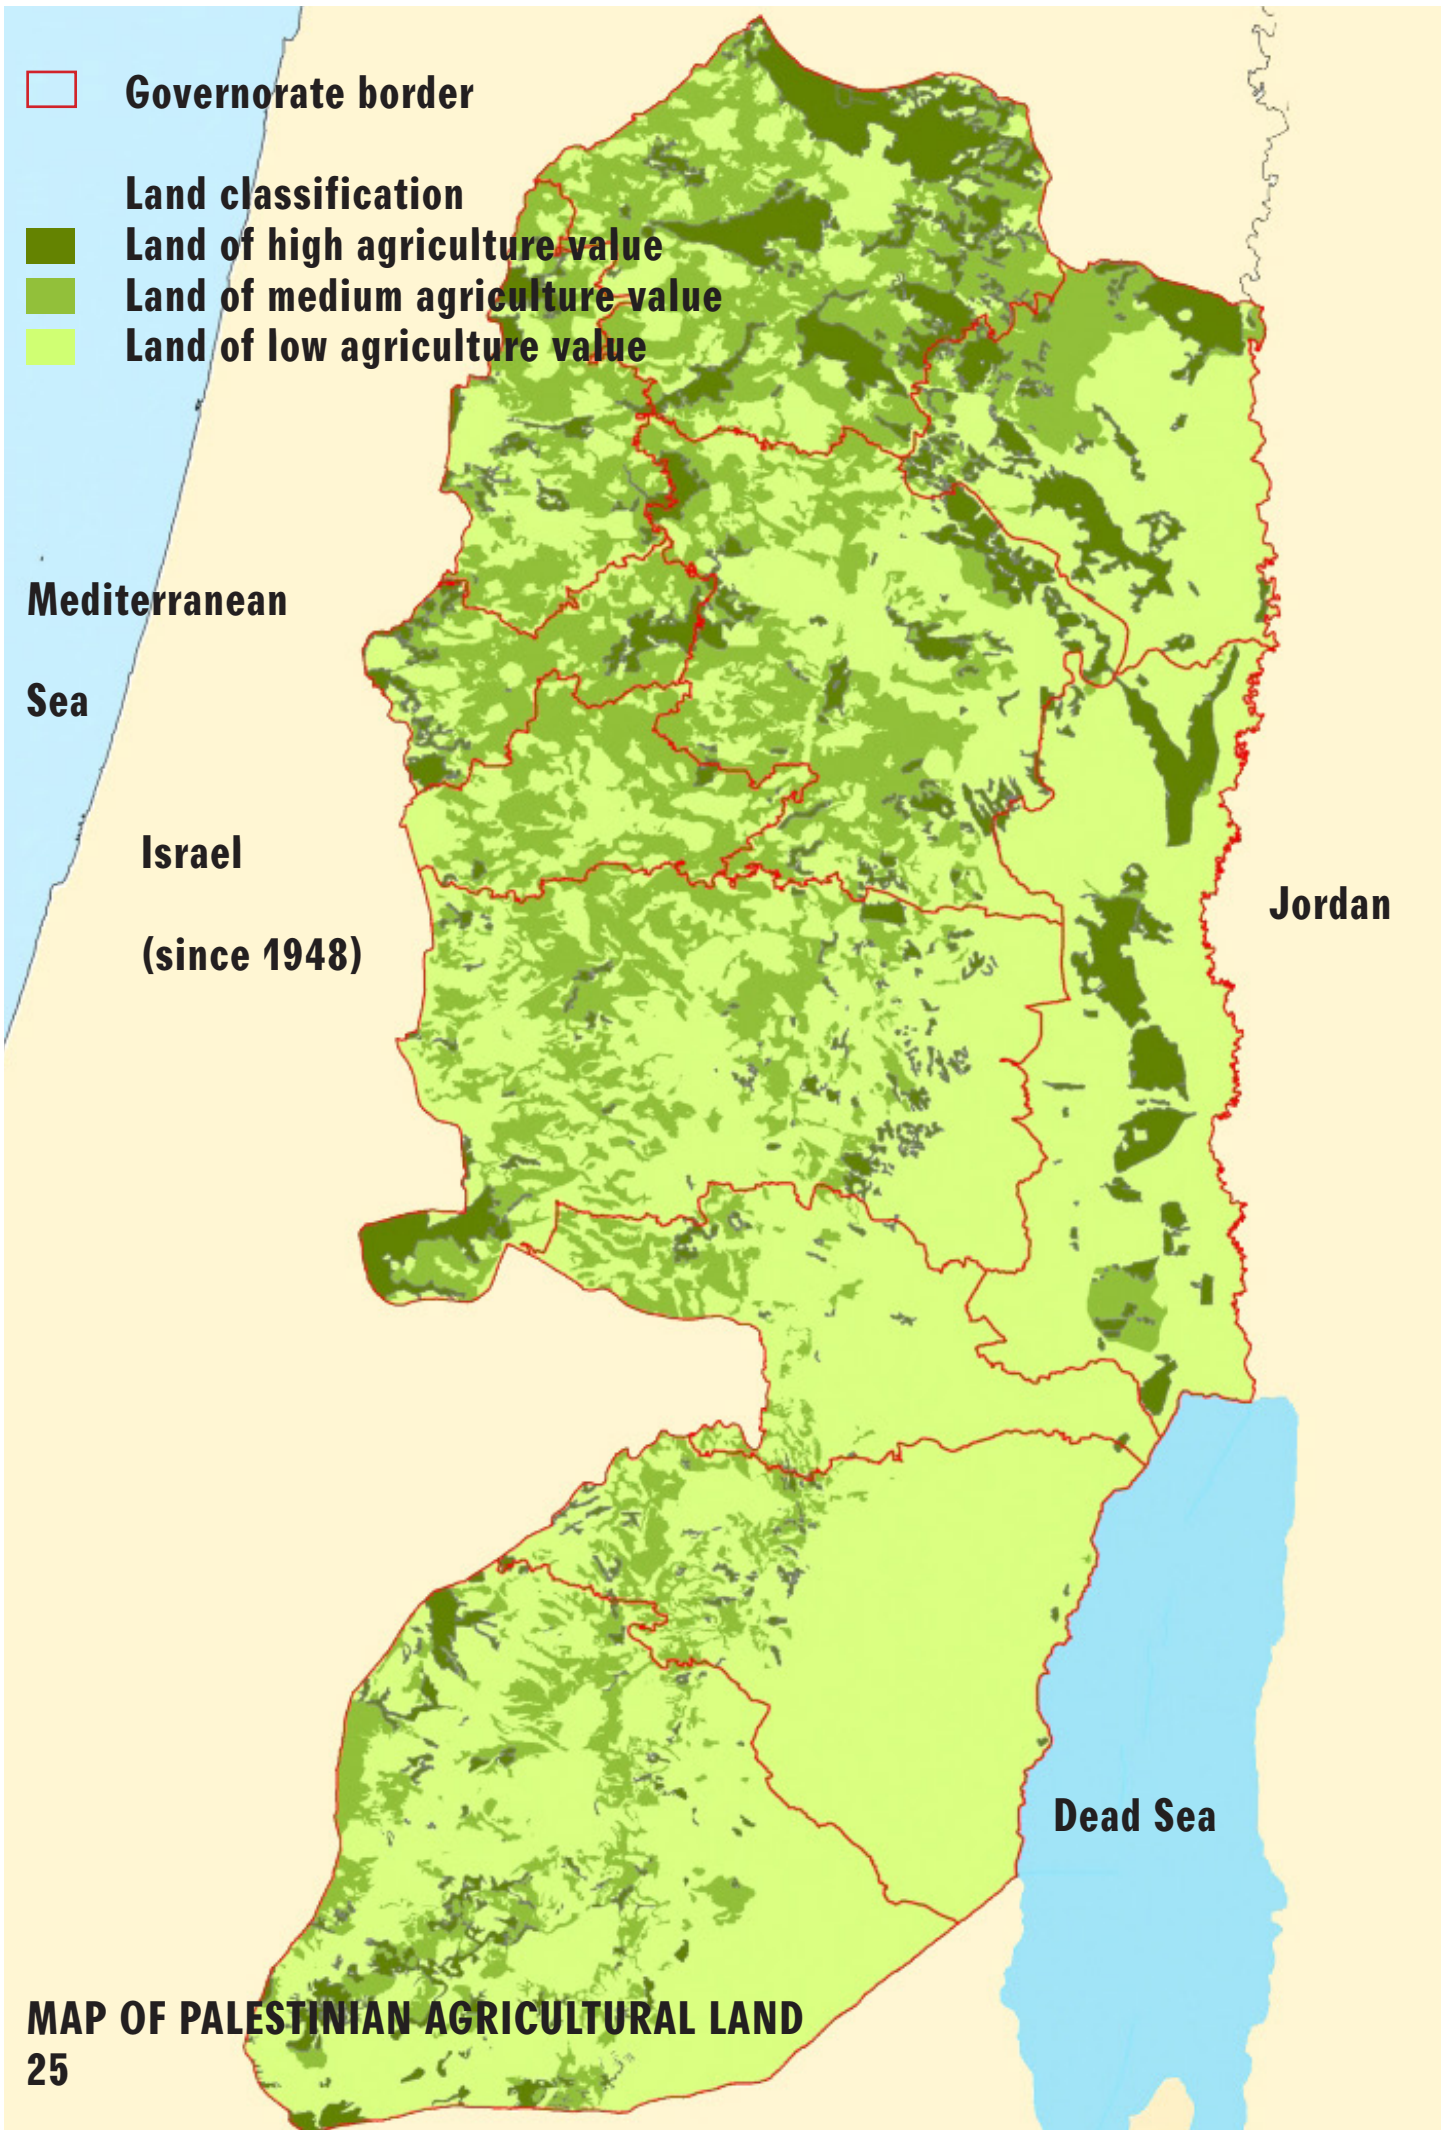 Governorate border
Land classification
Land of high agriculture value
Land of medium agriculture value
Land of low agriculture value
Mediterranean
Sea
Israel
(since 1948)
Jordan
Dead Sea
MAP OF PALESTINIAN AGRICULTURAL LAND
25